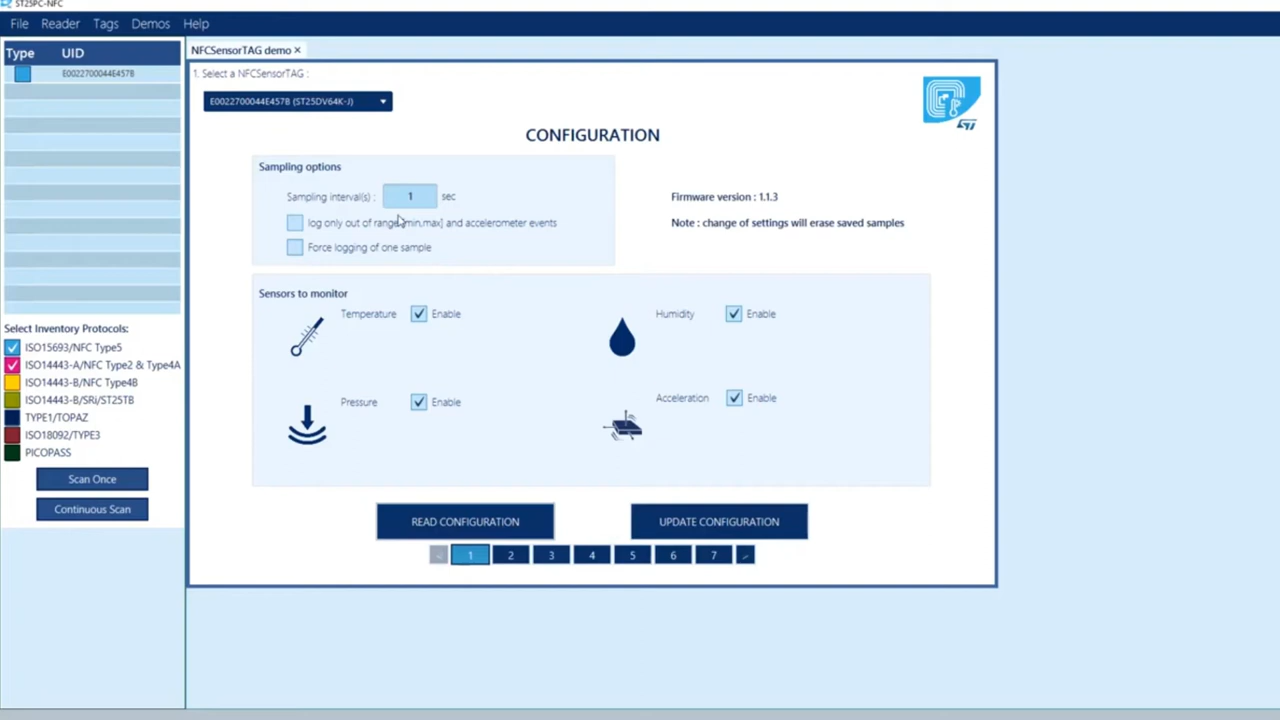 ST25PC-NFC
File Reader Tags Demos Help
Type UID
E0022700044E457B
NFCSensorTAG demo ×
1. Select a NFCSensorTAG :
E0022700044E457B (ST25DV64K-J)
ST
CONFIGURATION
Sampling options
Sampling interval(s) : 1 sec
log only out of range[min,max] and accelerometer events
Force logging of one sample
Firmware version : 1.1.3
Note : change of settings will erase saved samples
Sensors to monitor
Temperature Enable
Humidity Enable
Pressure Enable
Acceleration Enable
Select Inventory Protocols:
ISO15693/NFC Type5
ISO14443-A/NFC Type2 & Type4A
ISO14443-B/NFC Type4B
ISO14443-B/SRi/ST25TB
TYPE1/TOPAZ
ISO18092/TYPE3
PICOPASS
Scan Once
Continuous Scan
READ CONFIGURATION
UPDATE CONFIGURATION
1 2 3 4 5 6 7